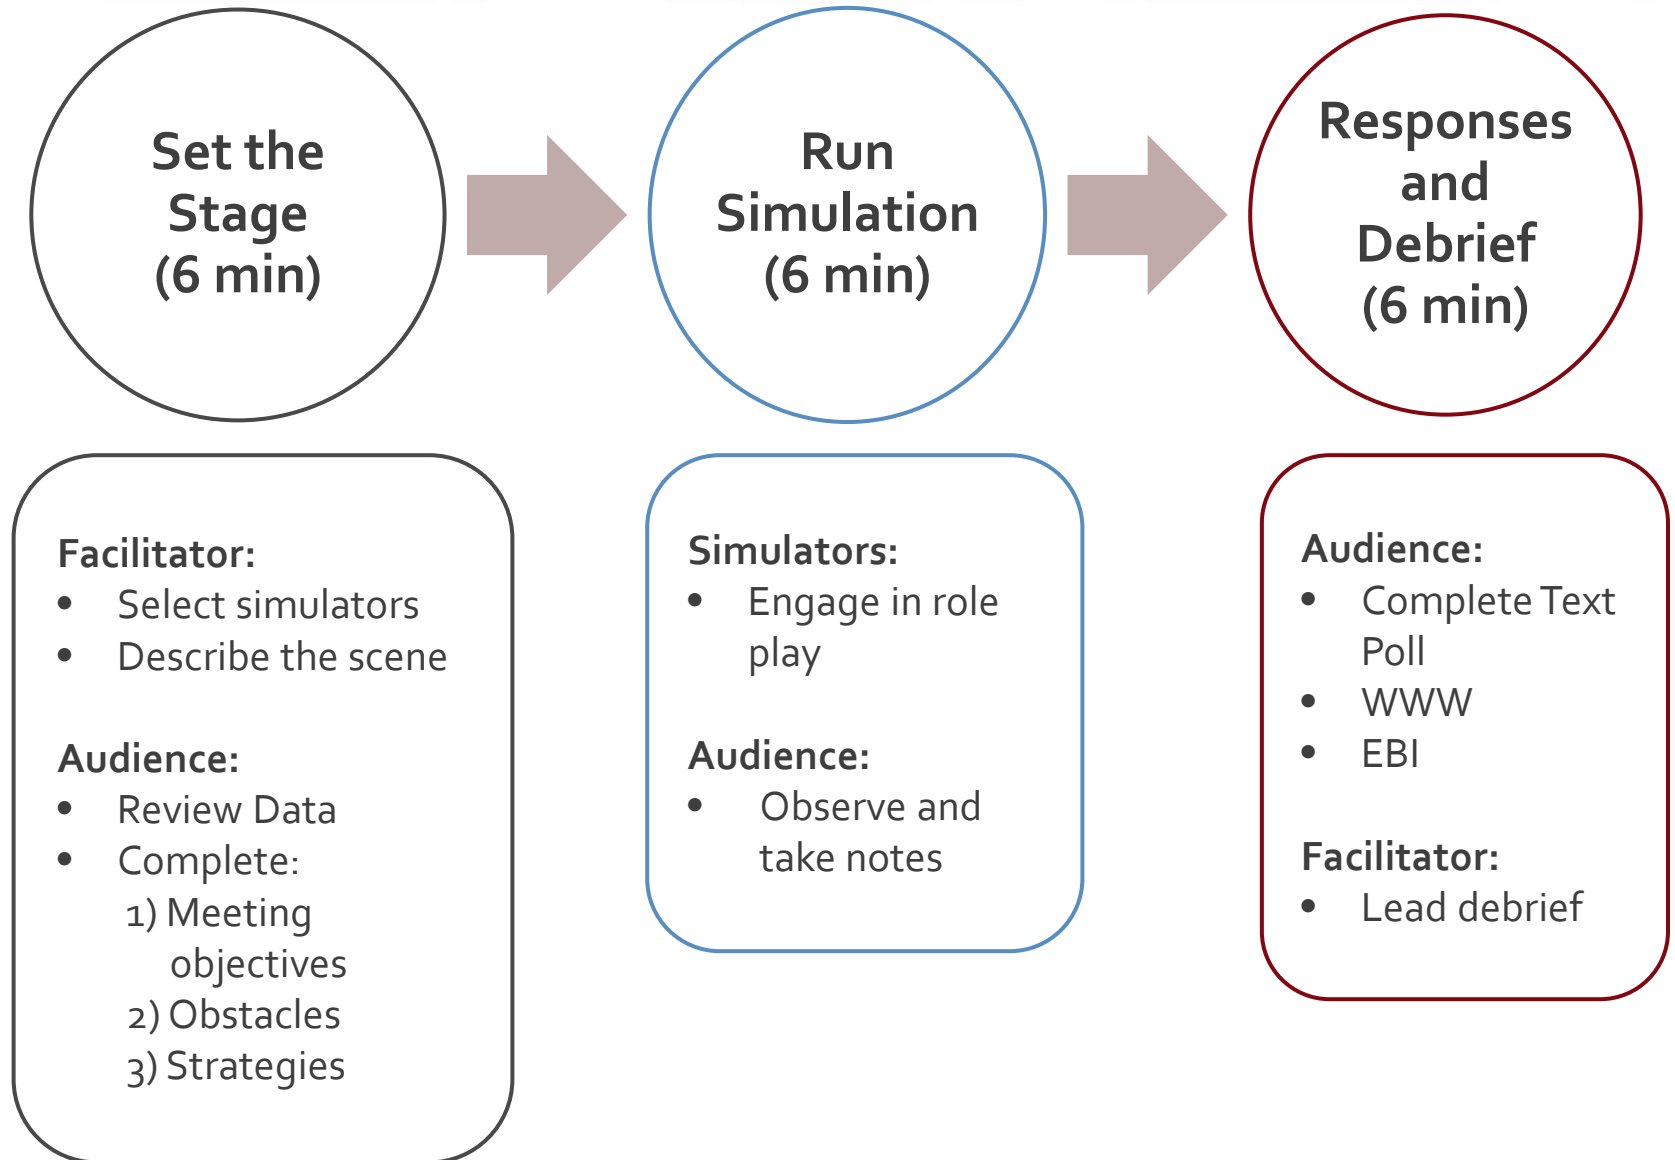 Set the
Stage
(6 min)
Run
Simulation
(6 min)
Responses
and
Debrief
(6 min)
Facilitator:
• Select simulators
• Describe the scene
Audience:
• Review Data
• Complete:
1) Meeting
objectives
2) Obstacles
3) Strategies
Simulators:
• Engage in role
play
Audience:
• Observe and
take notes
Audience:
• Complete Text
Poll
• WWW
• EBI
Facilitator:
• Lead debrief